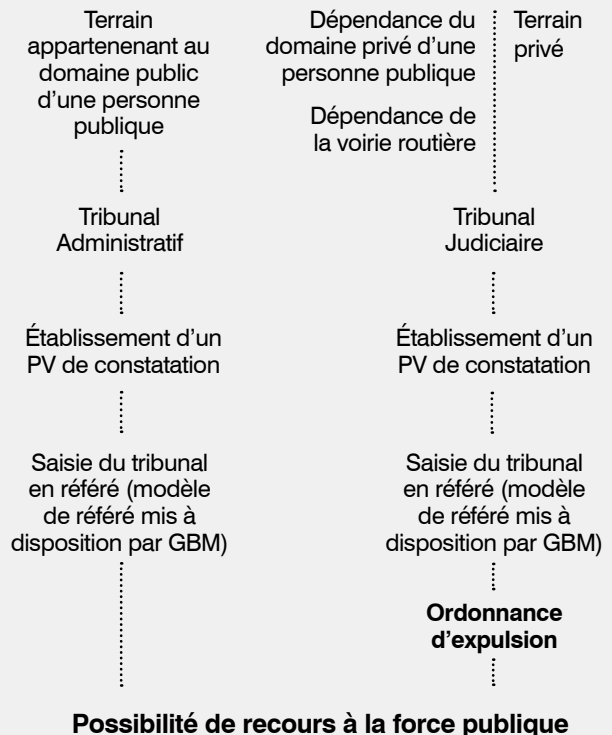 Terrain
appartenenant au
domaine public
d’une personne
publique
Tribunal
Administratif
Établissement d’un
PV de constatation
Saisie du tribunal
en référé (modèle
de référé mis à
disposition par GBM)
Dépendance du
domaine privé d’une
personne publique
Dépendance de
la voirie routière
Terrain
privé
Tribunal
Judiciaire
Établissement d’un
PV de constatation
Saisie du tribunal
en référé (modèle
de référé mis à
disposition par GBM)
Ordonnance
d’expulsion
Possibilité de recours à la force publique